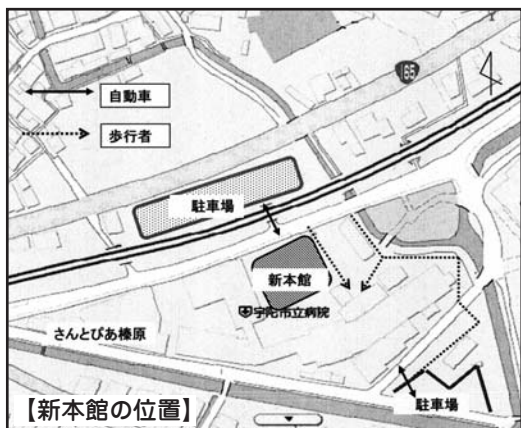 165
自動車
歩行者
駐車場
新本館
宇陀市立病院
さんとぴあ榛原
駐車場
【新本館の位置】